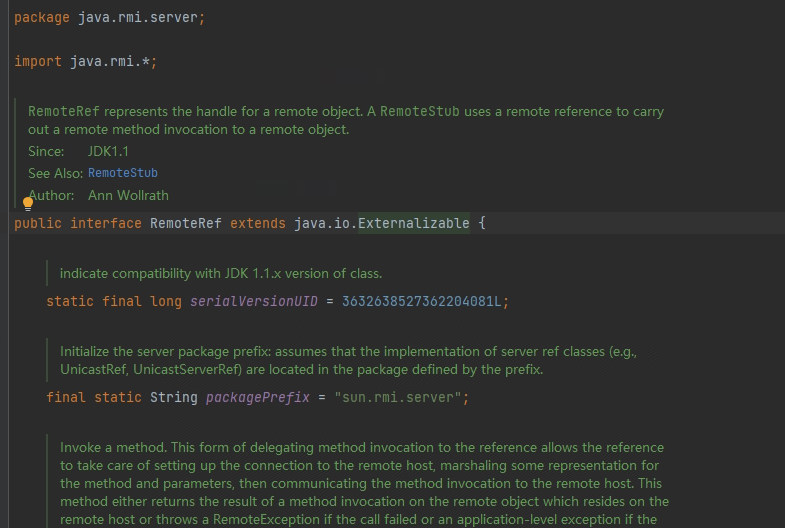 package java.rmi.server;
import java.rmi.*;
RemoteRef represents the handle for a remote object. A RemoteStub uses a remote reference to carry
out a remote method invocation to a remote object.
Since: JDK1.1
See Also: RemoteStub
Author: Ann Wollrath
public interface RemoteRef extends java.io.Externalizable {
indicate compatibility with JDK 1.1.x version of class.
static final long serialVersionUID = 3632638527362204081L;
Initialize the server package prefix: assumes that the implementation of server ref classes (e.g.,
UnicastRef, UnicastServerRef) are located in the package defined by the prefix.
final static String packagePrefix = "sun.rmi.server";
Invoke a method. This form of delegating method invocation to the reference allows the reference
to take care of setting up the connection to the remote host, marshaling some representation for
the method and parameters, then communicating the method invocation to the remote host. This
method either returns the result of a method invocation on the remote object which resides on the
remote host or throws a RemoteException if the call failed or an application-level exception if the